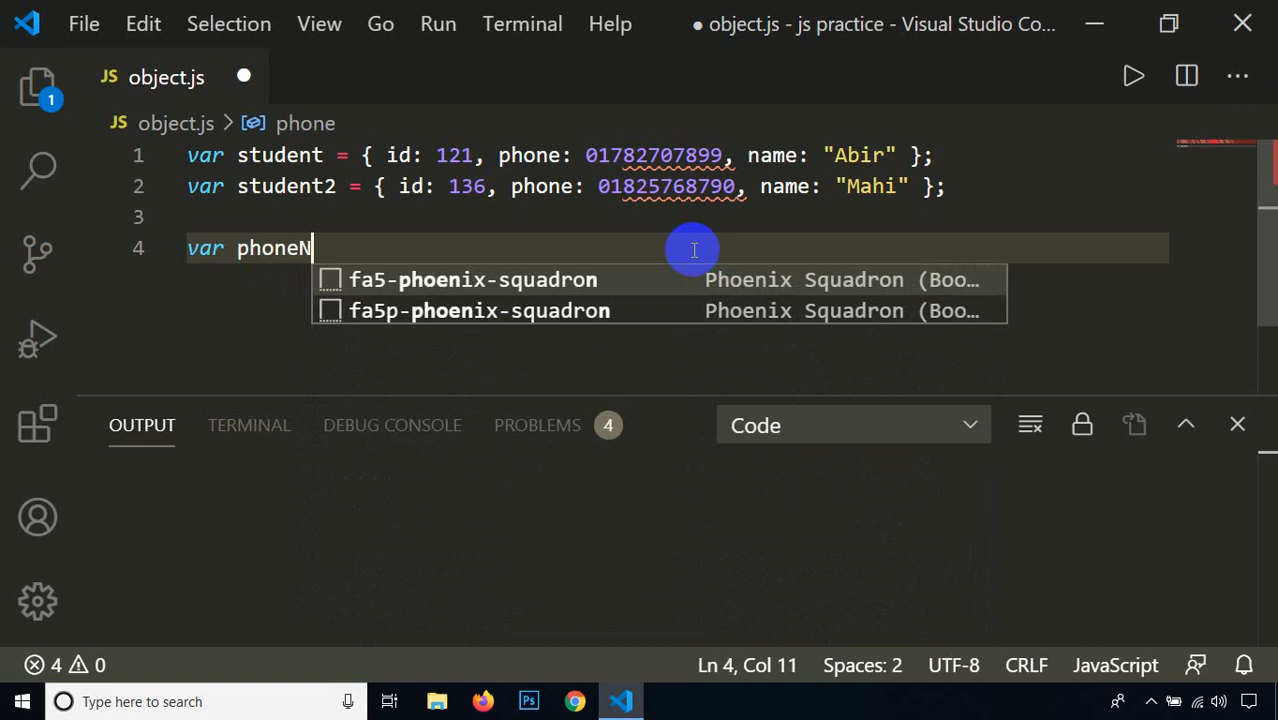 File Edit Selection View Go Run Terminal Help ● object.js - js practice - Visual Studio Co...
JS object.js ●
1
JS object.js > phone
1 var student = { id: 121, phone: 01782707899, name: "Abir" };
2 var student2 = { id: 136, phone: 01825768790, name: "Mahi" };
3
4 var phoneN
fa5-phoenix-squadron Phoenix Squadron (Boo...
fa5p-phoenix-squadron Phoenix Squadron (Boo...
OUTPUT TERMINAL DEBUG CONSOLE PROBLEMS 4 Code
4 0 Ln 4, Col 11 Spaces: 2 UTF-8 CRLF JavaScript
Type here to search Ps